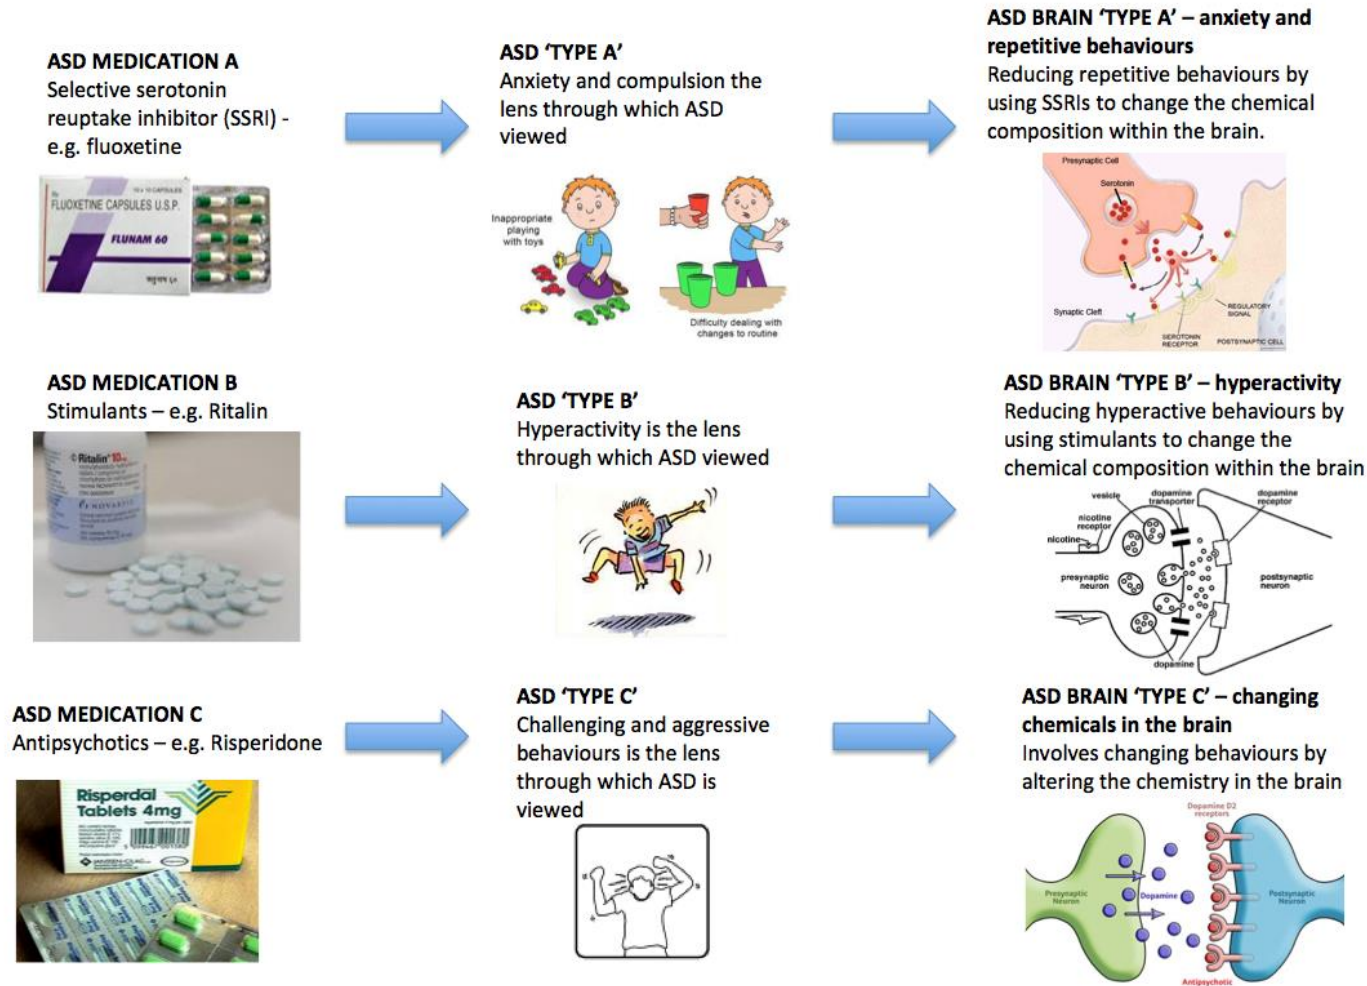 ASD MEDICATION A
Selective serotonin
reuptake inhibitor (SSRI) -
e.g. fluoxetine
FLUOXETINE CAPSULES U.S.P.
FLUNAM 60
ASD ‘TYPE A’
Anxiety and compulsion the
lens through which ASD
viewed
Inappropriate
playing
with toys
Difficulty dealing with
changes to routine
ASD BRAIN ‘TYPE A’ – anxiety and
repetitive behaviours
Reducing repetitive behaviours by
using SSRIs to change the chemical
composition within the brain.
Presynaptic Cell
Serotonin
Synaptic Cleft
REGULATORY
SIGNAL
SEROTONIN
RECEPTOR
POSTSYNAPTIC CELL
ASD MEDICATION B
Stimulants – e.g. Ritalin
Ritalin 10
NOVARTIS
ASD ‘TYPE B’
Hyperactivity is the lens
through which ASD viewed
ASD BRAIN ‘TYPE B’ – hyperactivity
Reducing hyperactive behaviours by
using stimulants to change the
chemical composition within the brain
vesicle
dopamine
transporter
dopamine
receptor
nicotine
receptor
nicotine
presynaptic
neuron
postsynaptic
neuron
dopamine
ASD MEDICATION C
Antipsychotics – e.g. Risperidone
Risperdal
Tablets 4mg
JANSSEN-CILAG
ASD ‘TYPE C’
Challenging and aggressive
behaviours is the lens
through which ASD is
viewed
ASD BRAIN ‘TYPE C’ – changing
chemicals in the brain
Involves changing behaviours by
altering the chemistry in the brain
Dopamine D2
receptors
Presynaptic
Neuron
Dopamine
Postsynaptic
Neuron
Antipsychotic